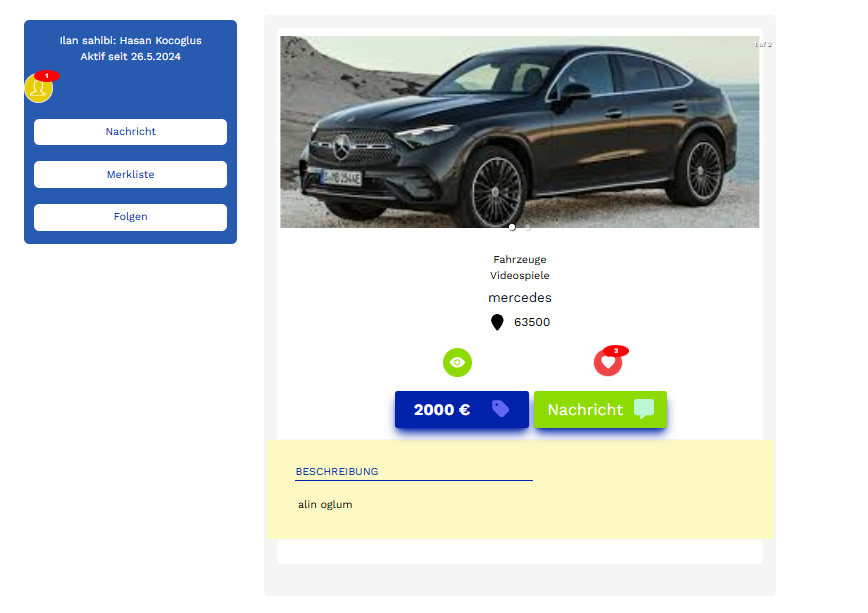 Ilan sahibi: Hasan Kocoglus
Aktif seit 26.5.2024
1
Nachricht
Merkliste
Folgen
1 of 2
Fahrzeuge
Videospiele
mercedes
63500
3
2000 €
Nachricht
BESCHREIBUNG
alin oglum